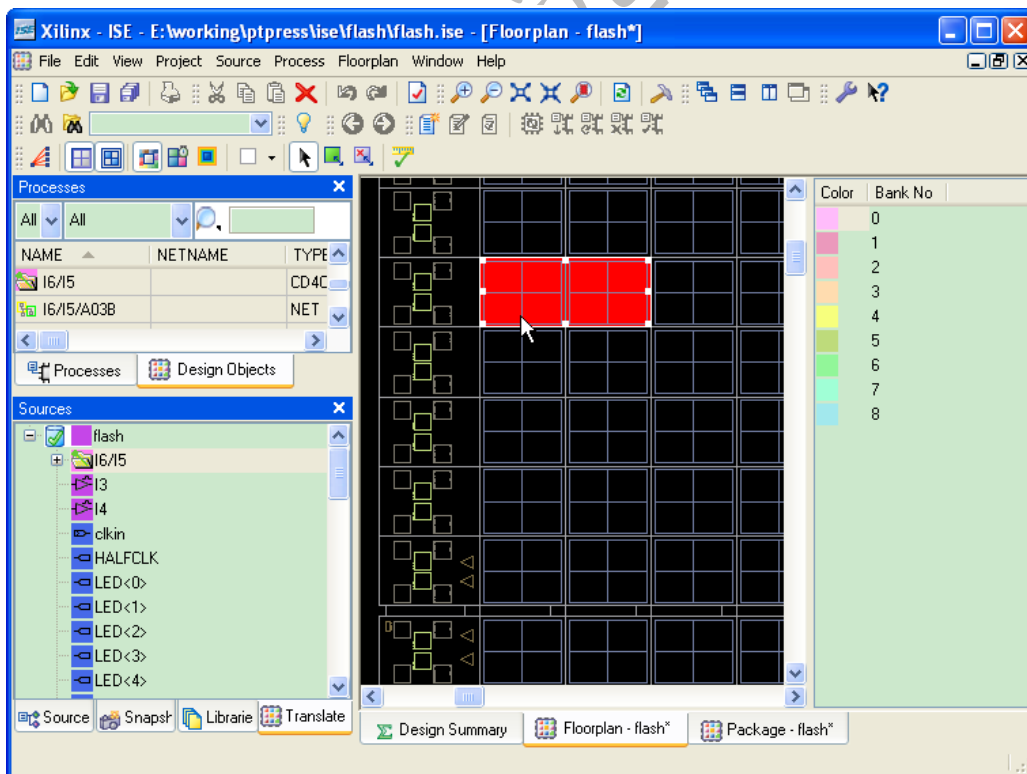 Xilinx - ISE - E:\working\ptpress\ise\flash\flash.ise - [Floorplan - flash*]
File Edit View Project Source Process Floorplan Window Help
Processes
All All
NAME NETNAME TYPE
I6/I5 CD4C
I6/I5/A03B NET
Processes Design Objects
Sources
flash
I6/I5
I3
I4
clkin
HALFCLK
LED<0>
LED<1>
LED<2>
LED<3>
LED<4>
Source Snapsh Librarie Translate
Color Bank No
0
1
2
3
4
5
6
7
8
Design Summary Floorplan - flash* Package - flash*